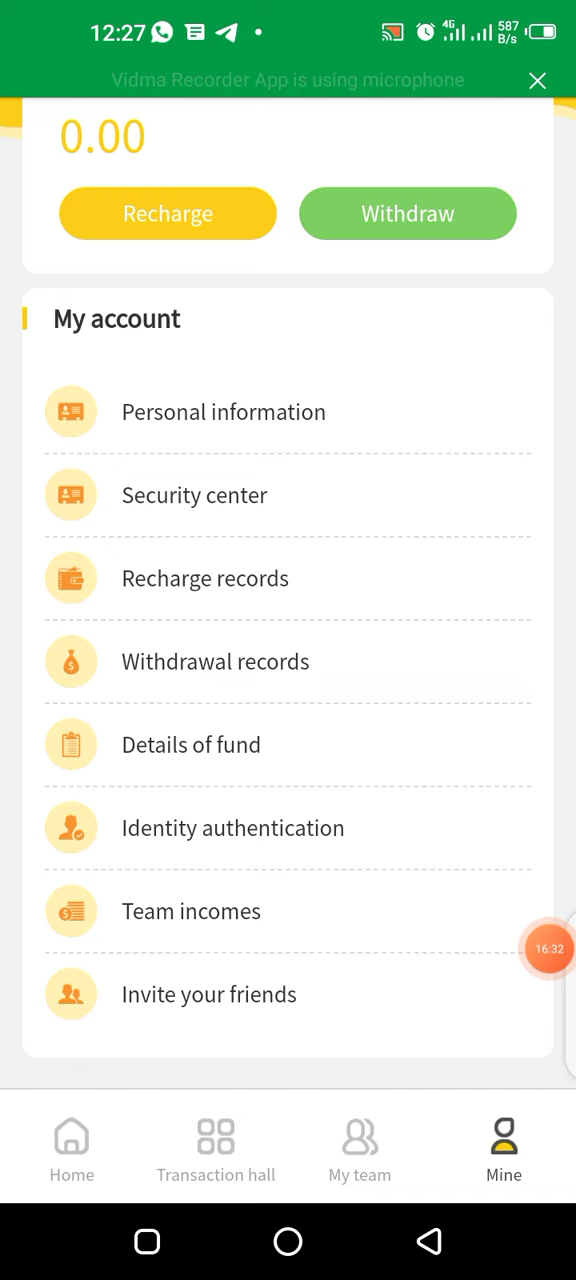 12:27 4G 587 B/s
Vidma Recorder App is using microphone
0.00
Recharge Withdraw
My account
Personal information
Security center
Recharge records
Withdrawal records
Details of fund
Identity authentication
Team incomes
16:32
Invite your friends
Home Transaction hall My team Mine